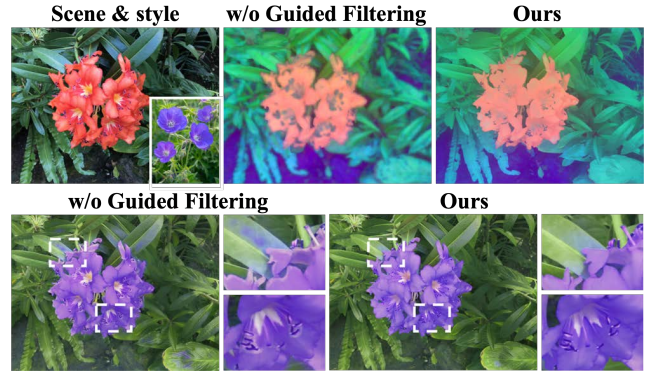 Scene & style
w/o Guided Filtering
Ours
w/o Guided Filtering
Ours